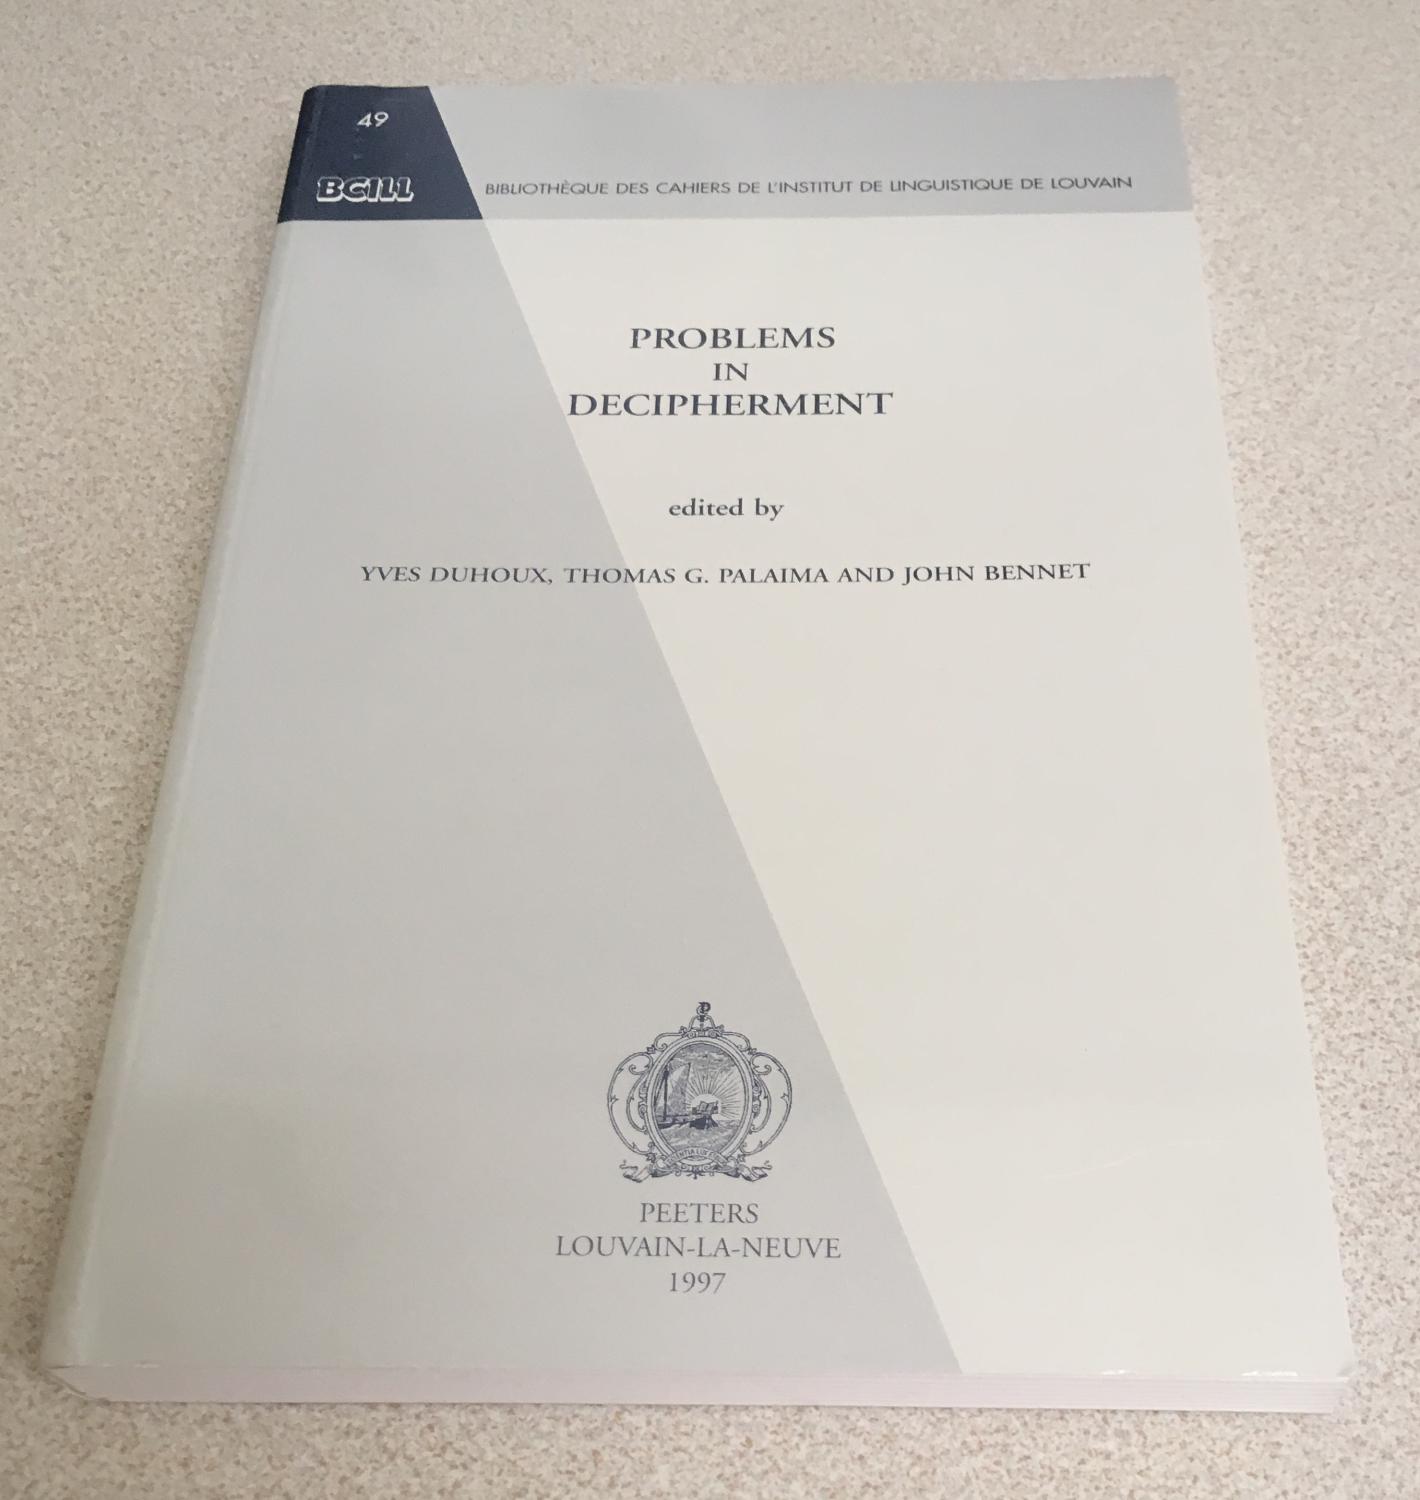 49
BCILL
BIBLIOTHÈQUE DES CAHIERS DE L'INSTITUT DE LINGUISTIQUE DE LOUVAIN
PROBLEMS
IN
DECIPHERMENT
edited by
YVES DUHOUX, THOMAS G. PALAIMA AND JOHN BENNET
PEETERS
LOUVAIN-LA-NEUVE
1997